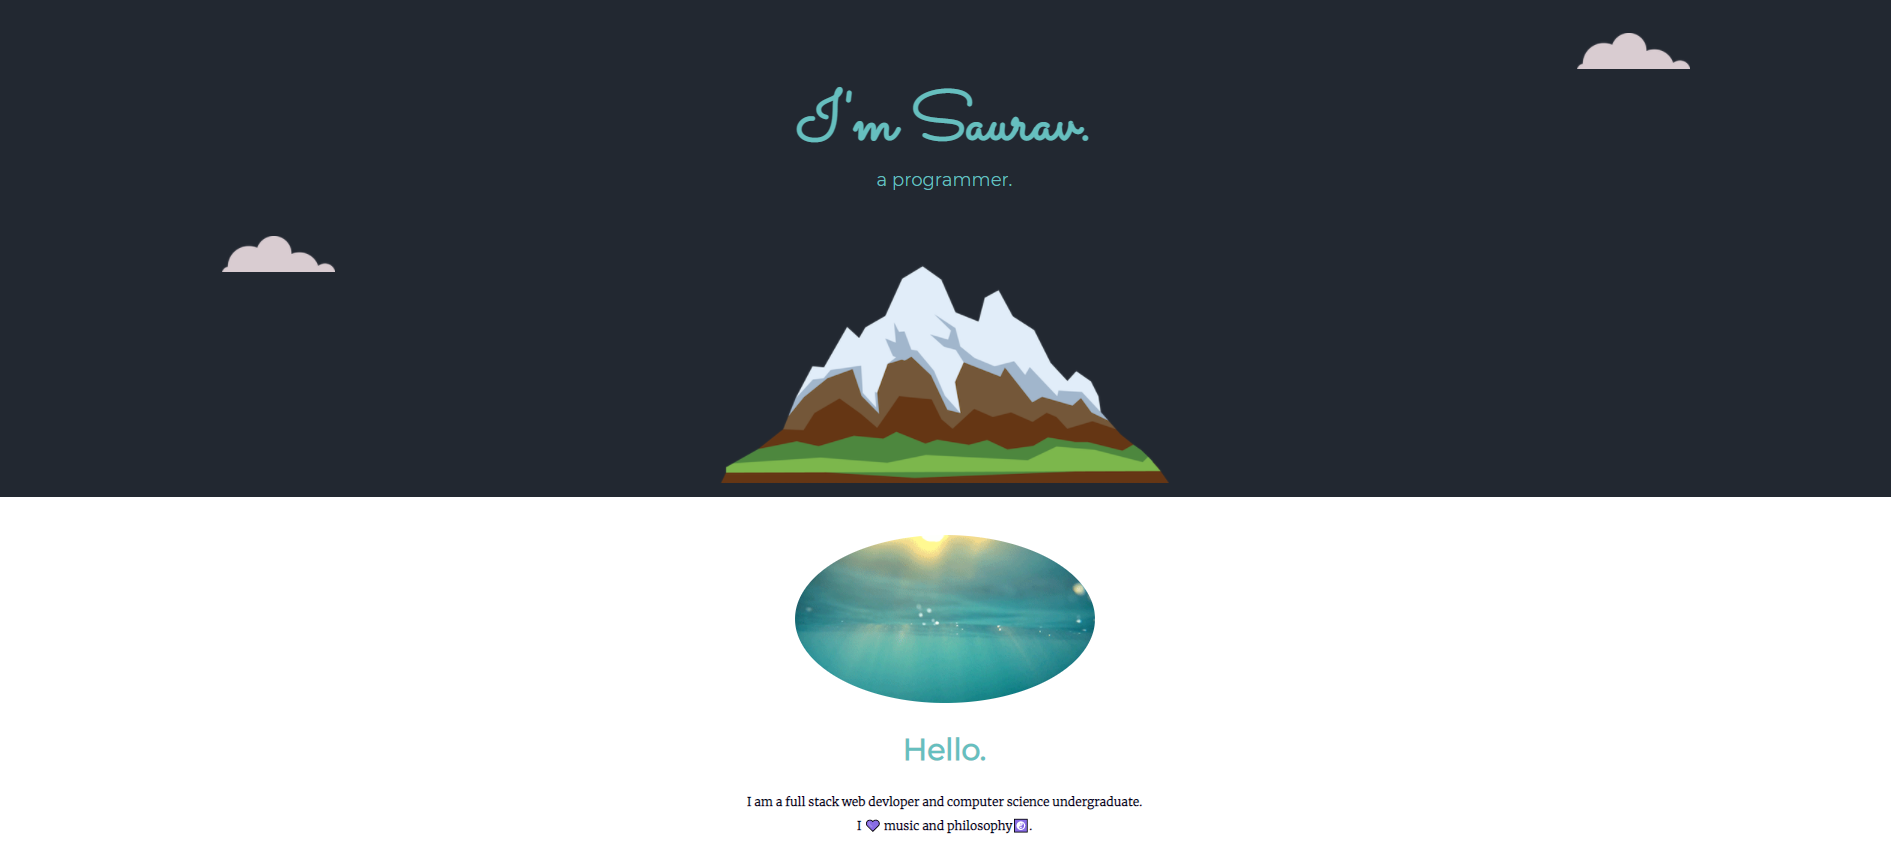 I'm Saurav.
a programmer.
Hello.
I am a full stack web devloper and computer science undergraduate.
I 💜 music and philosophy☯.